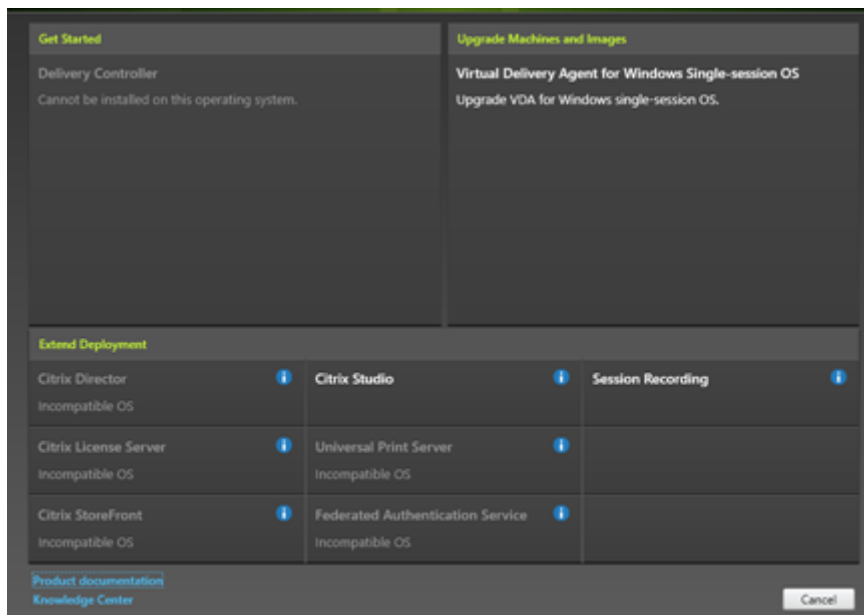 Get Started
Delivery Controller
Cannot be installed on this operating system.
Upgrade Machines and Images
Virtual Delivery Agent for Windows Single-session OS
Upgrade VDA for Windows single-session OS.
Extend Deployment
Citrix Director
Incompatible OS
Citrix Studio
Session Recording
Citrix License Server
Incompatible OS
Universal Print Server
Incompatible OS
Citrix StoreFront
Incompatible OS
Federated Authentication Service
Incompatible OS
Product documentation
Knowledge Center
Cancel